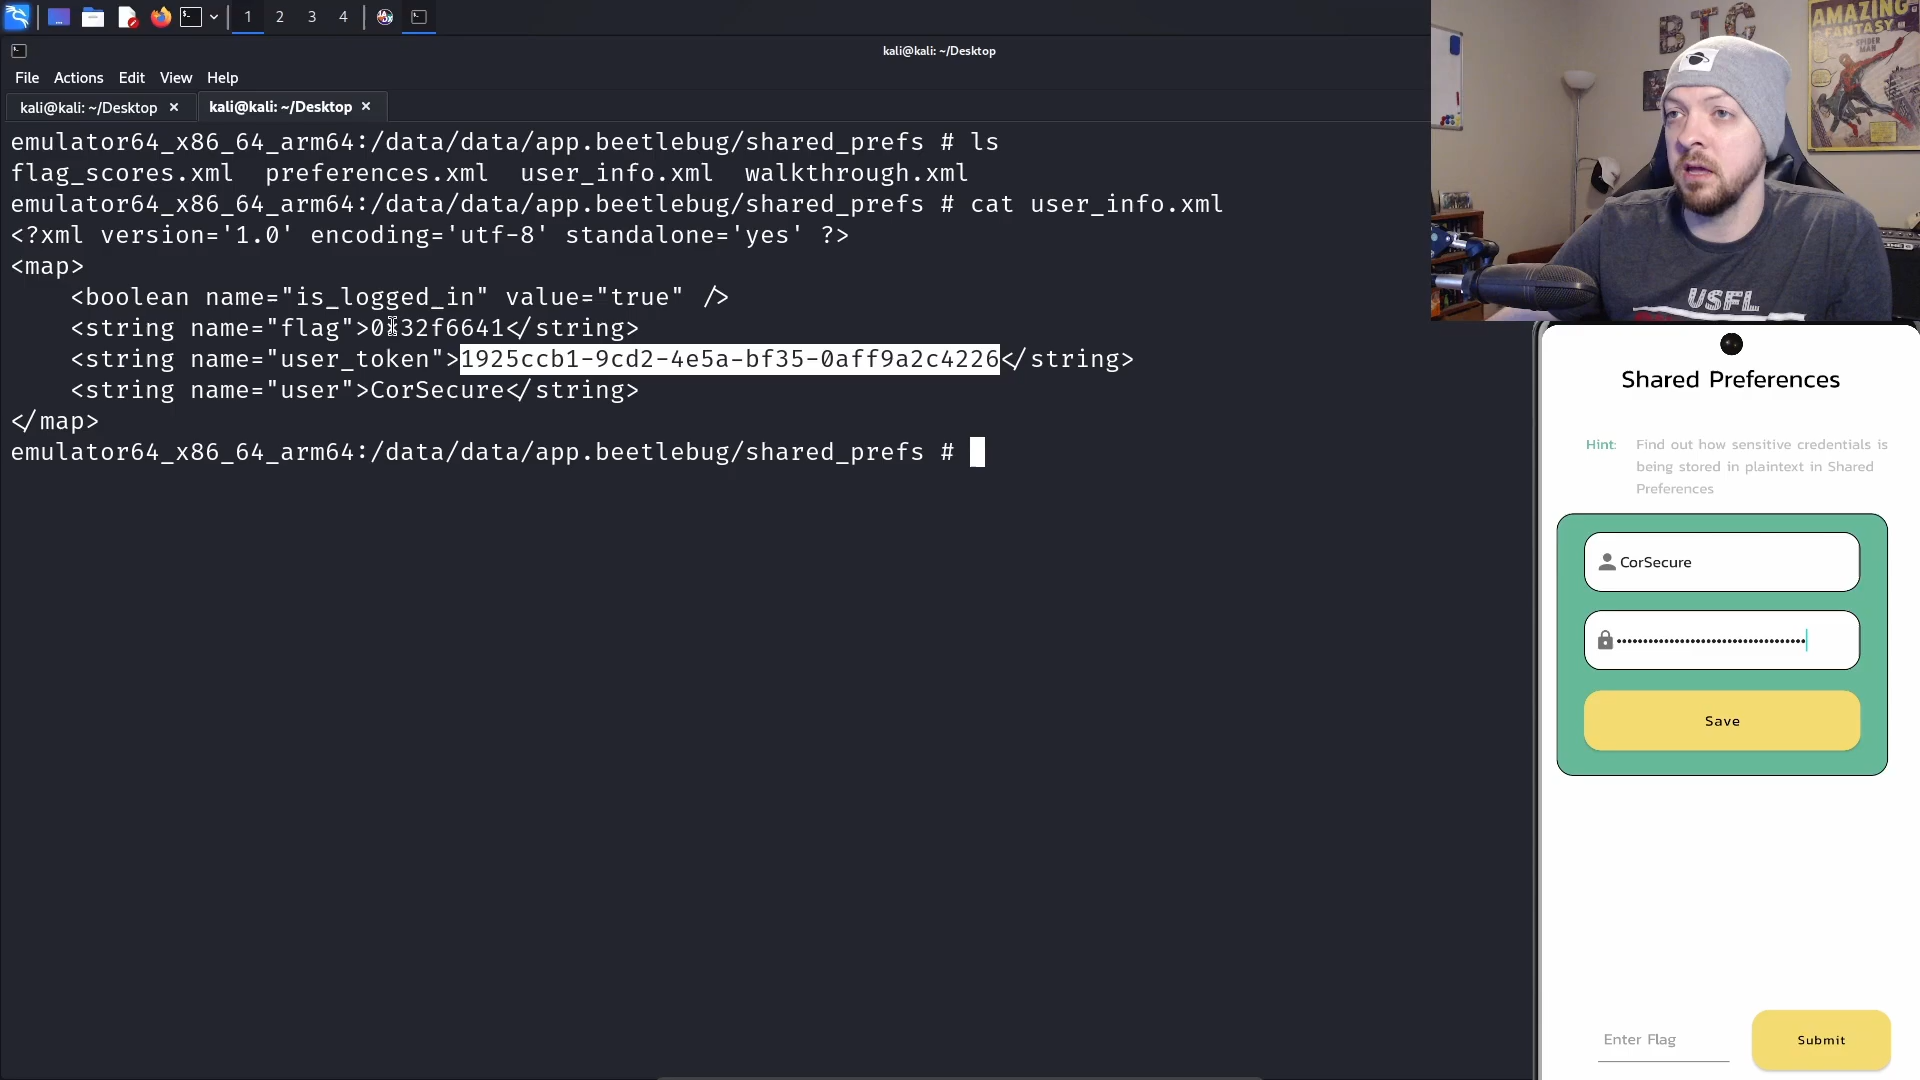 1 2 3 4
kali@kali: ~/Desktop
File Actions Edit View Help
kali@kali: ~/Desktop × kali@kali: ~/Desktop ×
emulator64_x86_64_arm64:/data/data/app.beetlebug/shared_prefs # ls
flag_scores.xml preferences.xml user_info.xml walkthrough.xml
emulator64_x86_64_arm64:/data/data/app.beetlebug/shared_prefs # cat user_info.xml
<?xml version='1.0' encoding='utf-8' standalone='yes' ?>
<map>
<boolean name="is_logged_in" value="true" />
<string name="flag"> </string>
<string name="user_token">1925ccb1-9cd2-4e5a-bf35-0aff9a2c4226</string>
<string name="user">CorSecure</string>
</map>
emulator64_x86_64_arm64:/data/data/app.beetlebug/shared_prefs #
BTC
AMAZING
FANTASY
SPIDER
MAN
USFL
Shared Preferences
Hint: Find out how sensitive credentials is
being stored in plaintext in Shared
Preferences
CorSecure
Save
Enter Flag
Submit